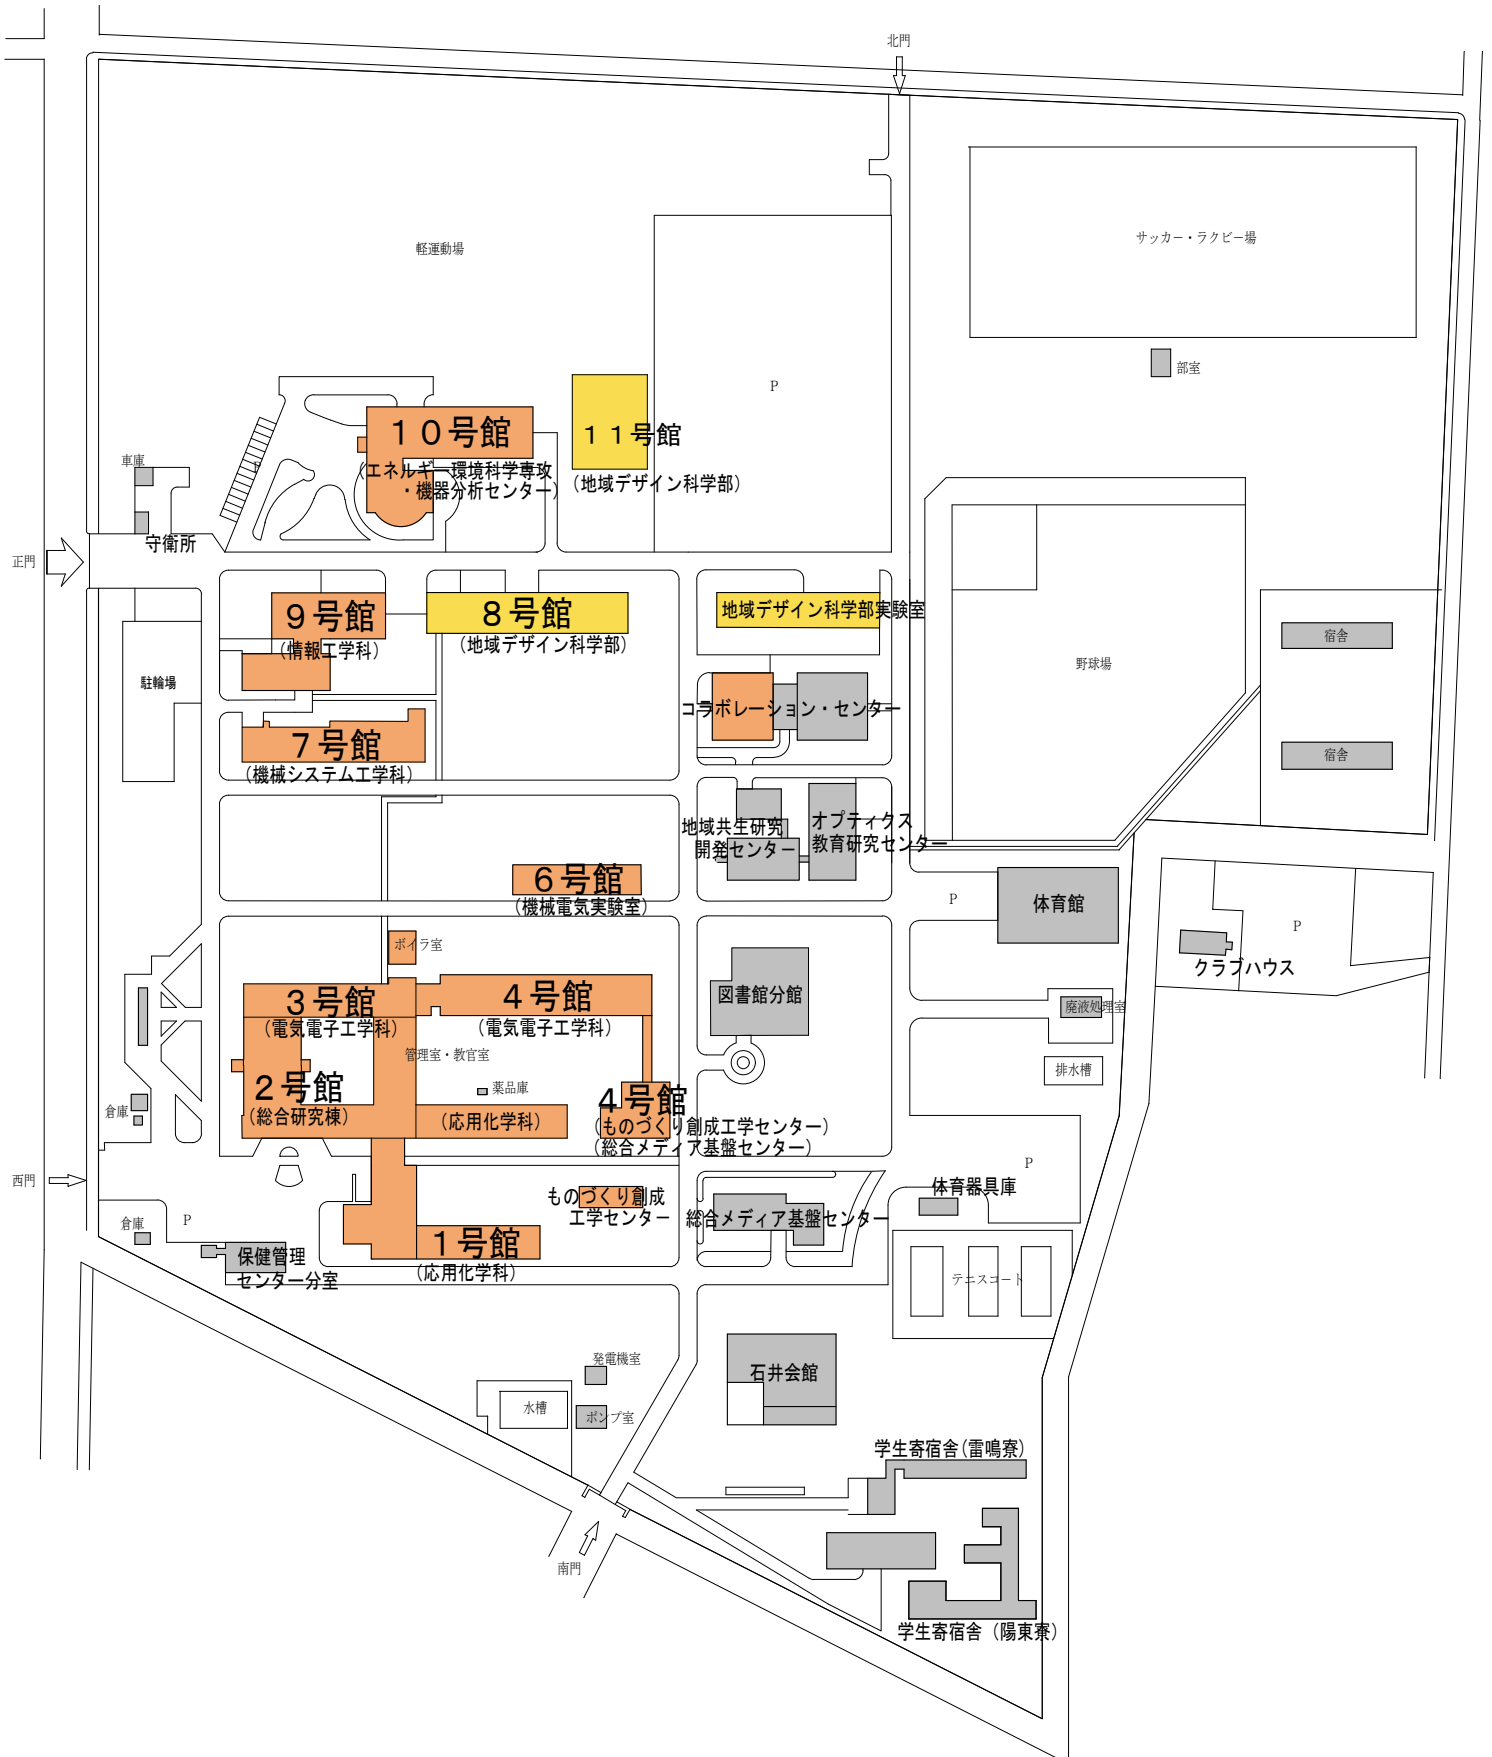 北門
軽運動場
サッカー・ラクビー場
部室
P
１０号館
(エネルギー環境科学専攻
・機器分析センター)
１１号館
(地域デザイン科学部)
P
車庫
守衛所
正門
９号館
(情報工学科)
８号館
(地域デザイン科学部)
地域デザイン科学部実験室
宿舎
野球場
駐輪場
コラボレーション・センター
７号館
(機械システム工学科)
宿舎
地域共生研究
開発センター
オプティクス
教育研究センター
６号館
(機械電気実験室)
P
体育館
P
クラブハウス
ボイラ室
３号館
(電気電子工学科)
４号館
(電気電子工学科)
図書館分館
廃液処理室
管理室・教官室
排水槽
２号館
(総合研究棟)
薬品庫
(応用化学科)
４号館
(ものづくり創成工学センター)
(総合メディア基盤センター)
倉庫
西門
P
体育器具庫
ものづくり創成
工学センター
総合メディア基盤センター
倉庫
P
保健管理
センター分室
１号館
(応用化学科)
テニスコート
発電機室
石井会館
水槽
ポンプ室
学生寄宿舎(雷鳴寮)
南門
学生寄宿舎 (陽東寮)